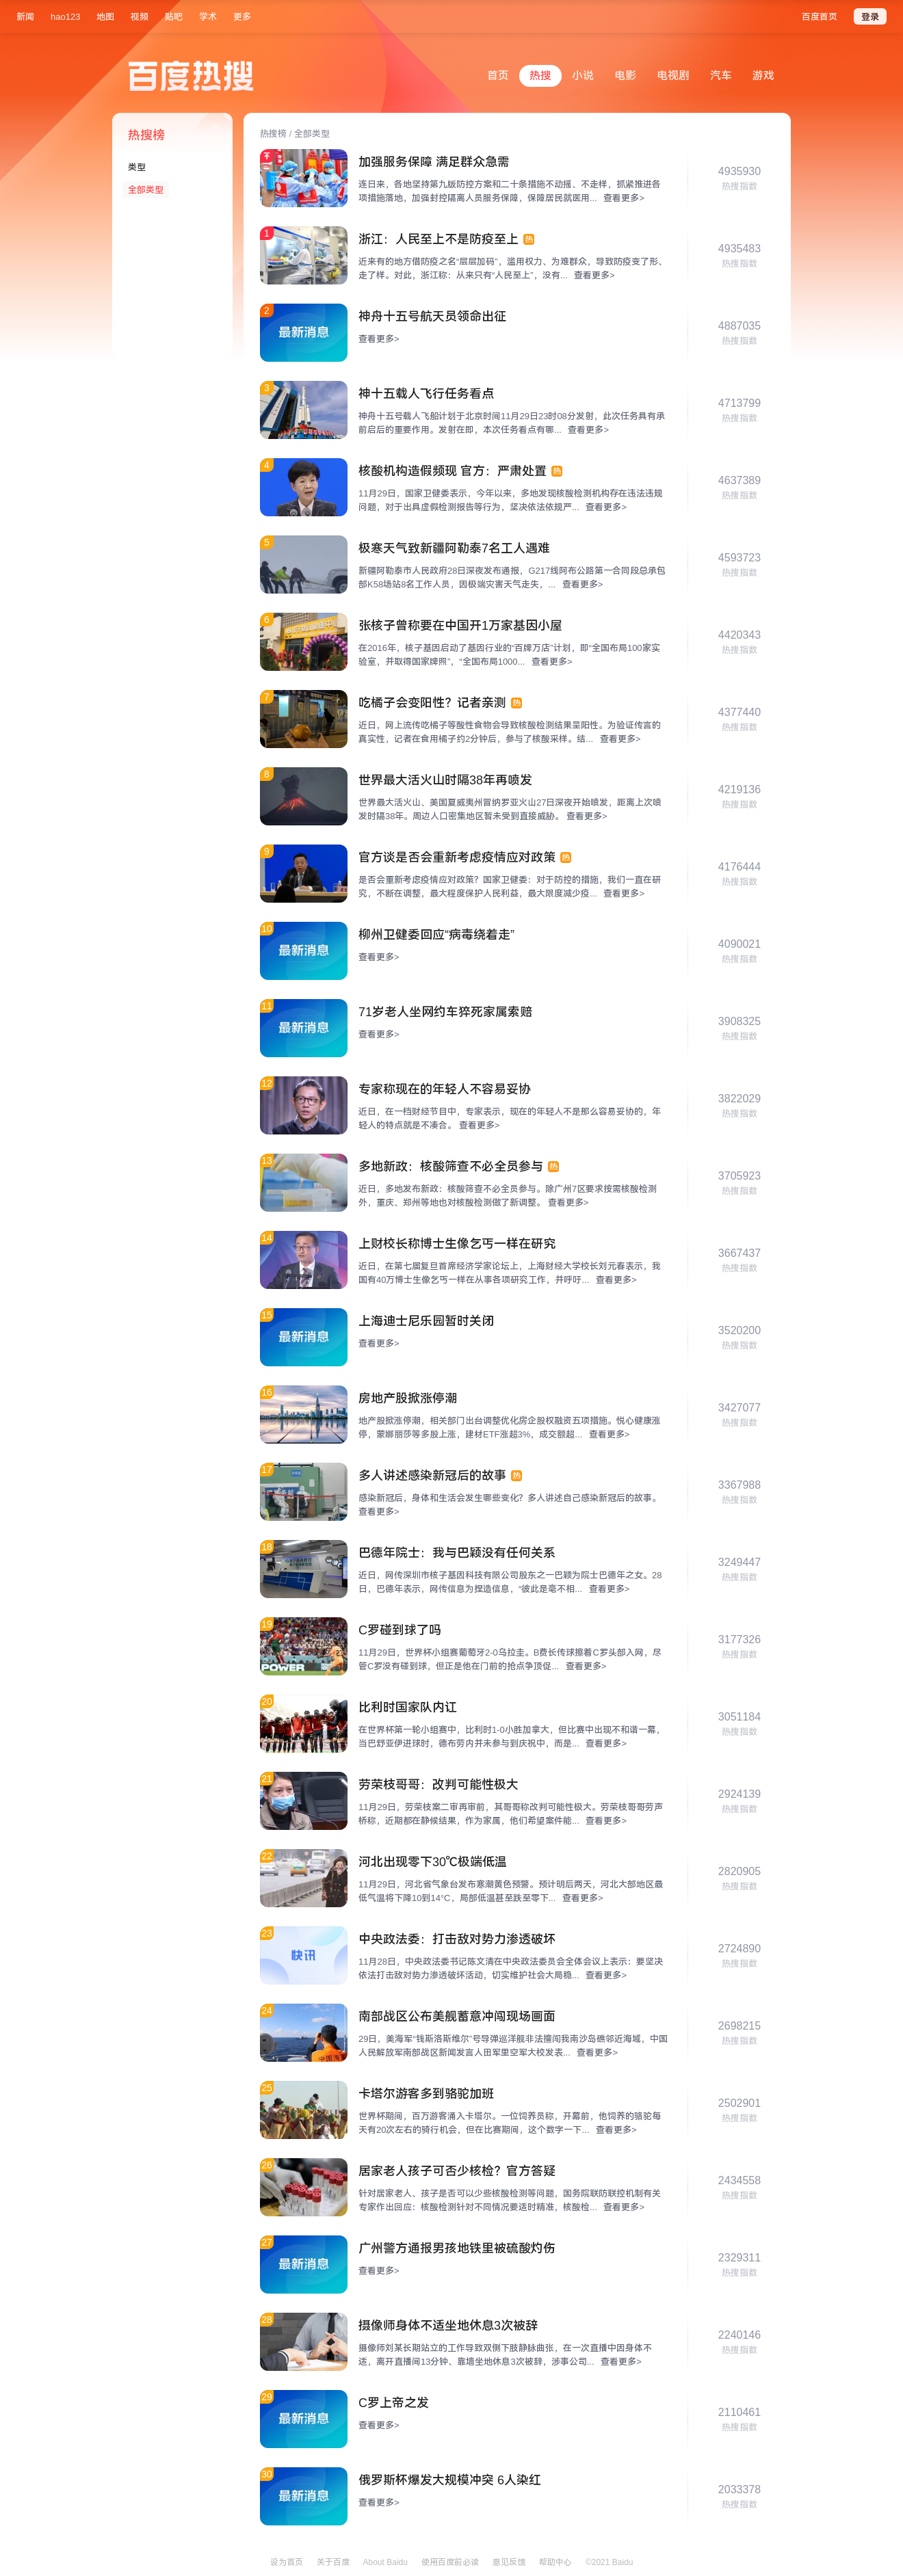 新闻 hao123 地图 视频 贴吧 学术 更多 百度首页 登录
百度热搜 首页 热搜 小说 电影 电视剧 汽车 游戏
热搜榜
类型
全部类型
热搜榜 / 全部类型
加强服务保障 满足群众急需
连日来，各地坚持第九版防控方案和二十条措施不动摇、不走样，抓紧推进各
项措施落地，加强封控隔离人员服务保障，保障居民就医用... 查看更多>
4935930
热搜指数
1
浙江：人民至上不是防疫至上 热
近来有的地方借防疫之名“层层加码”，滥用权力、为难群众，导致防疫变了形、
走了样。对此，浙江称：从来只有“人民至上”，没有... 查看更多>
4935483
热搜指数
2
最新消息
神舟十五号航天员领命出征
查看更多>
4887035
热搜指数
3
神十五载人飞行任务看点
神舟十五号载人飞船计划于北京时间11月29日23时08分发射，此次任务具有承
前启后的重要作用。发射在即，本次任务看点有哪... 查看更多>
4713799
热搜指数
4
核酸机构造假频现 官方：严肃处置 热
11月29日，国家卫健委表示，今年以来，多地发现核酸检测机构存在违法违规
问题，对于出具虚假检测报告等行为，坚决依法依规严... 查看更多>
4637389
热搜指数
5
极寒天气致新疆阿勒泰7名工人遇难
新疆阿勒泰市人民政府28日深夜发布通报，G217线阿布公路第一合同段总承包
部K58场站8名工作人员，因极端灾害天气走失，... 查看更多>
4593723
热搜指数
6
张核子曾称要在中国开1万家基因小屋
在2016年，核子基因启动了基因行业的“百牌万店”计划，即“全国布局100家实
验室，并取得国家牌照”，“全国布局1000... 查看更多>
4420343
热搜指数
7
吃橘子会变阳性？记者亲测 热
近日，网上流传吃橘子等酸性食物会导致核酸检测结果呈阳性。为验证传言的
真实性，记者在食用橘子约2分钟后，参与了核酸采样。结... 查看更多>
4377440
热搜指数
8
世界最大活火山时隔38年再喷发
世界最大活火山、美国夏威夷州冒纳罗亚火山27日深夜开始喷发，距离上次喷
发时隔38年。周边人口密集地区暂未受到直接威胁。 查看更多>
4219136
热搜指数
9
官方谈是否会重新考虑疫情应对政策 热
是否会重新考虑疫情应对政策？国家卫健委：对于防控的措施，我们一直在研
究，不断在调整，最大程度保护人民利益，最大限度减少疫... 查看更多>
4176444
热搜指数
10
最新消息
柳州卫健委回应“病毒绕着走”
查看更多>
4090021
热搜指数
11
最新消息
71岁老人坐网约车猝死家属索赔
查看更多>
3908325
热搜指数
12
专家称现在的年轻人不容易妥协
近日，在一档财经节目中，专家表示，现在的年轻人不是那么容易妥协的，年
轻人的特点就是不凑合。 查看更多>
3822029
热搜指数
13
多地新政：核酸筛查不必全员参与 热
近日，多地发布新政：核酸筛查不必全员参与。除广州7区要求按需核酸检测
外，重庆、郑州等地也对核酸检测做了新调整。 查看更多>
3705923
热搜指数
14
上财校长称博士生像乞丐一样在研究
近日，在第七届复旦首席经济学家论坛上，上海财经大学校长刘元春表示，我
国有40万博士生像乞丐一样在从事各项研究工作，并呼吁... 查看更多>
3667437
热搜指数
15
最新消息
上海迪士尼乐园暂时关闭
查看更多>
3520200
热搜指数
16
房地产股掀涨停潮
地产股掀涨停潮，相关部门出台调整优化房企股权融资五项措施。悦心健康涨
停，蒙娜丽莎等多股上涨，建材ETF涨超3%，成交额超... 查看更多>
3427077
热搜指数
17
多人讲述感染新冠后的故事 热
感染新冠后，身体和生活会发生哪些变化？多人讲述自己感染新冠后的故事。
查看更多>
3367988
热搜指数
18
巴德年院士：我与巴颖没有任何关系
近日，网传深圳市核子基因科技有限公司股东之一巴颖为院士巴德年之女。28
日，巴德年表示，网传信息为捏造信息，“彼此是毫不相... 查看更多>
3249447
热搜指数
19
POWER
C罗碰到球了吗
11月29日，世界杯小组赛葡萄牙2-0乌拉圭。B费长传球擦着C罗头部入网，尽
管C罗没有碰到球，但正是他在门前的抢点争顶促... 查看更多>
3177326
热搜指数
20
比利时国家队内讧
在世界杯第一轮小组赛中，比利时1-0小胜加拿大，但比赛中出现不和谐一幕，
当巴舒亚伊进球时，德布劳内并未参与到庆祝中，而是... 查看更多>
3051184
热搜指数
21
劳荣枝哥哥：改判可能性极大
11月29日，劳荣枝案二审再审前，其哥哥称改判可能性极大。劳荣枝哥哥劳声
桥称，近期都在静候结果，作为家属，他们希望案件能... 查看更多>
2924139
热搜指数
22
河北出现零下30℃极端低温
11月29日，河北省气象台发布寒潮黄色预警。预计明后两天，河北大部地区最
低气温将下降10到14°C，局部低温甚至跌至零下... 查看更多>
2820905
热搜指数
23
快讯
中央政法委：打击敌对势力渗透破坏
11月28日，中央政法委书记陈文清在中央政法委员会全体会议上表示：要坚决
依法打击敌对势力渗透破坏活动，切实维护社会大局稳... 查看更多>
2724890
热搜指数
24
南部战区公布美舰蓄意冲闯现场画面
29日，美海军“钱斯洛斯维尔”号导弹巡洋舰非法擅闯我南沙岛礁邻近海域，中国
人民解放军南部战区新闻发言人田军里空军大校发表... 查看更多>
2698215
热搜指数
25
卡塔尔游客多到骆驼加班
世界杯期间，百万游客涌入卡塔尔。一位饲养员称，开幕前，他饲养的骆驼每
天有20次左右的骑行机会，但在比赛期间，这个数字一下... 查看更多>
2502901
热搜指数
26
居家老人孩子可否少核检？官方答疑
针对居家老人、孩子是否可以少些核酸检测等问题，国务院联防联控机制有关
专家作出回应：核酸检测针对不同情况要适时精准，核酸检... 查看更多>
2434558
热搜指数
27
最新消息
广州警方通报男孩地铁里被硫酸灼伤
查看更多>
2329311
热搜指数
28
摄像师身体不适坐地休息3次被辞
摄像师刘某长期站立的工作导致双侧下肢静脉曲张，在一次直播中因身体不
适，离开直播间13分钟、靠墙坐地休息3次被辞，涉事公司... 查看更多>
2240146
热搜指数
29
最新消息
C罗上帝之发
查看更多>
2110461
热搜指数
30
最新消息
俄罗斯杯爆发大规模冲突 6人染红
查看更多>
2033378
热搜指数
设为首页 关于百度 About Baidu 使用百度前必读 意见反馈 帮助中心 ©2021 Baidu